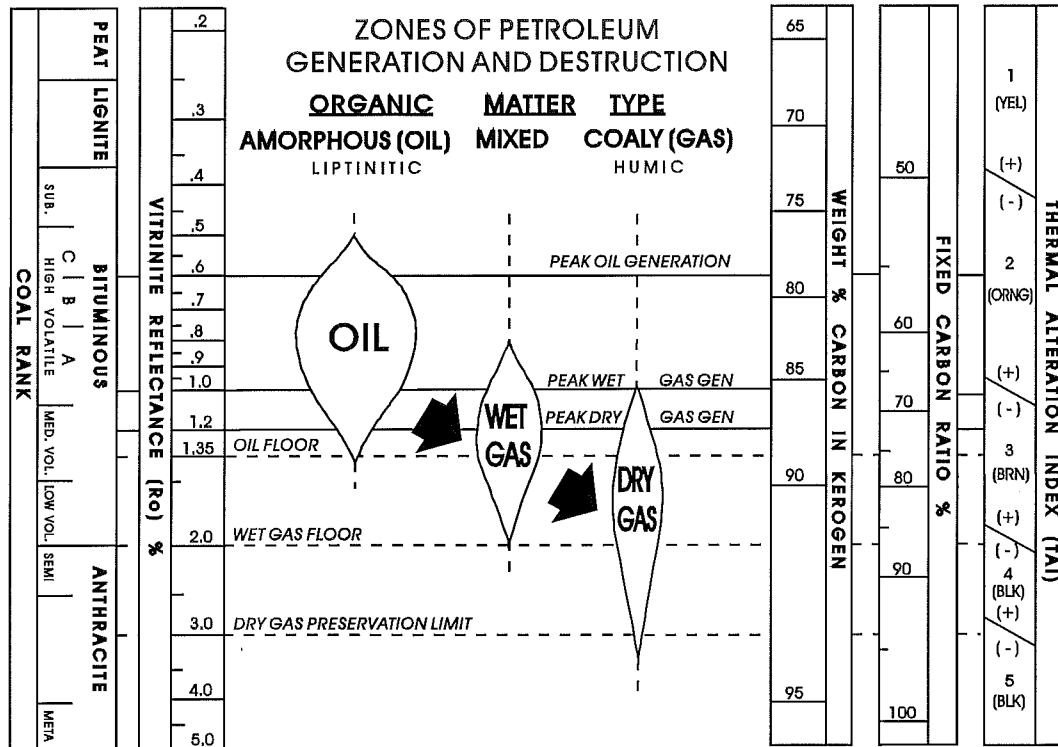 ZONES OF PETROLEUM
GENERATION AND DESTRUCTION
ORGANIC MATTER TYPE
AMORPHOUS (OIL) MIXED COALY (GAS)
LIPTINITIC HUMIC
COAL RANK
PEAT
LIGNITE
BITUMINOUS
ANTHRACITE
SUB.
HIGH VOLATILE
C | B | A
MED. VOL.
LOW VOL.
SEMI
META
VITRINITE REFLECTANCE (Ro) %
.2
.3
.4
.5
.6
.7
.8
.9
1.0
1.2
1.35
2.0
3.0
4.0
5.0
PEAK OIL GENERATION
OIL
PEAK WET GAS GEN
WET
GAS
PEAK DRY GAS GEN
OIL FLOOR
DRY
GAS
WET GAS FLOOR
DRY GAS PRESERVATION LIMIT
65
70
75
80
85
90
95
WEIGHT % CARBON IN KEROGEN
50
60
70
80
90
100
FIXED CARBON RATIO %
1
(YEL)
(+)
(-)
2
(ORNG)
(+)
(-)
3
(BRN)
(+)
(-)
4
(BLK)
(+)
(-)
5
(BLK)
THERMAL ALTERATION INDEX (TAI)